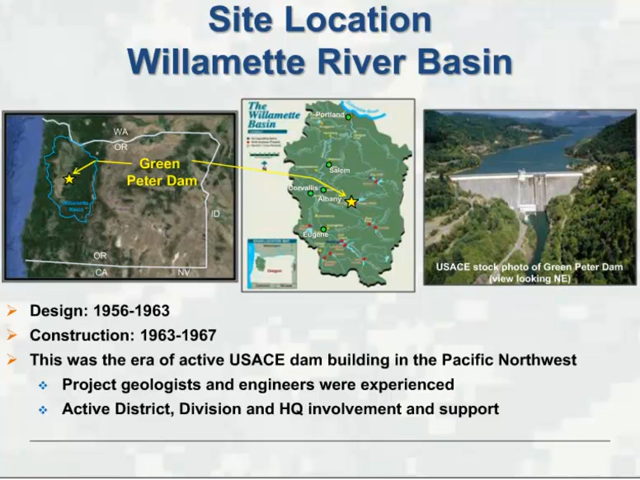 Site Location
Willamette River Basin
WA
OR
Green
Peter Dam
ID
OR
CA
NV
The
Willamette
Basin
Portland
Salem
Corvallis
Albany
Eugene
USACE stock photo of Green Peter Dam
(view looking NE)
Design: 1956-1963
Construction: 1963-1967
This was the era of active USACE dam building in the Pacific Northwest
Project geologists and engineers were experienced
Active District, Division and HQ involvement and support